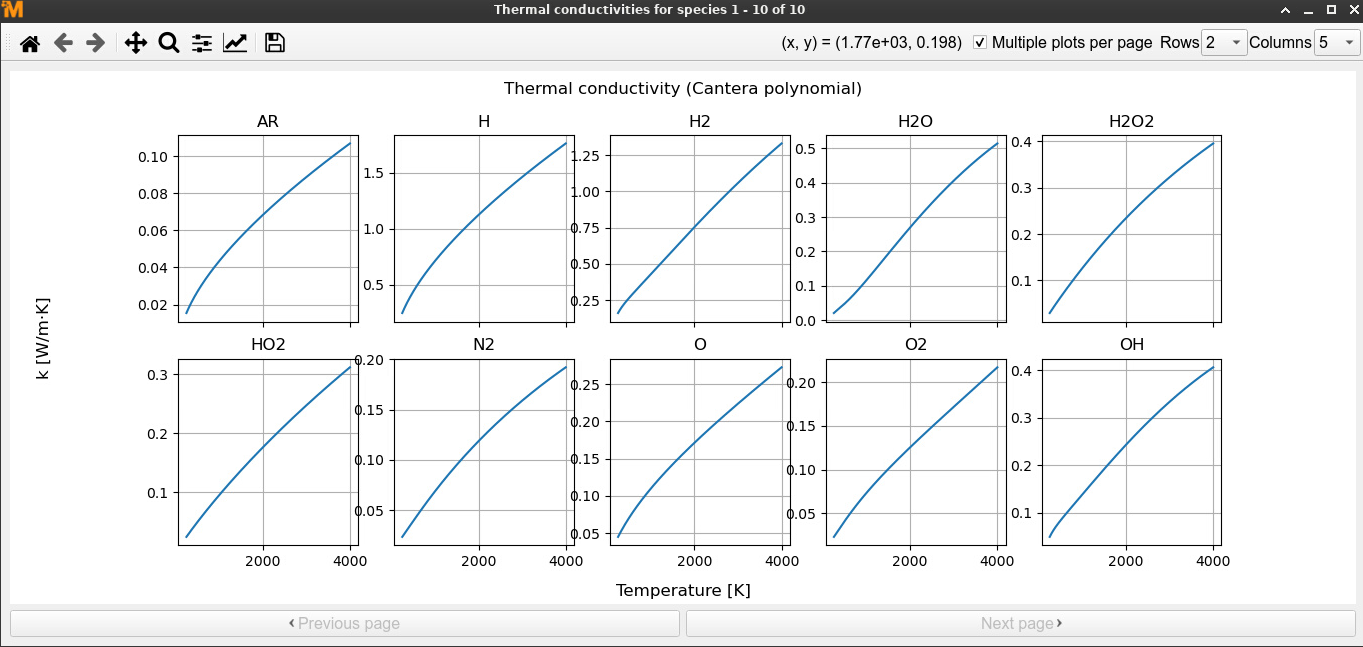 Thermal conductivities for species 1 - 10 of 10
(x, y) = (1.77e+03, 0.198) Multiple plots per page Rows 2 Columns 5
Thermal conductivity (Cantera polynomial)
AR H H2 H2O H2O2
0.10 0.08 0.06 0.04 0.02
1.5 1.0 0.5
1.25 1.00 0.75 0.50 0.25
0.5 0.4 0.3 0.2 0.1 0.0
0.4 0.3 0.2 0.1
k [W/m·K]
HO2 N2 O O2 OH
0.3 0.2 0.1
0.20 0.15 0.10 0.05
0.25 0.20 0.15 0.10 0.05
0.20 0.15 0.10 0.05
0.4 0.3 0.2 0.1
2000 4000 2000 4000 2000 4000 2000 4000 2000 4000
Temperature [K]
Previous page Next page